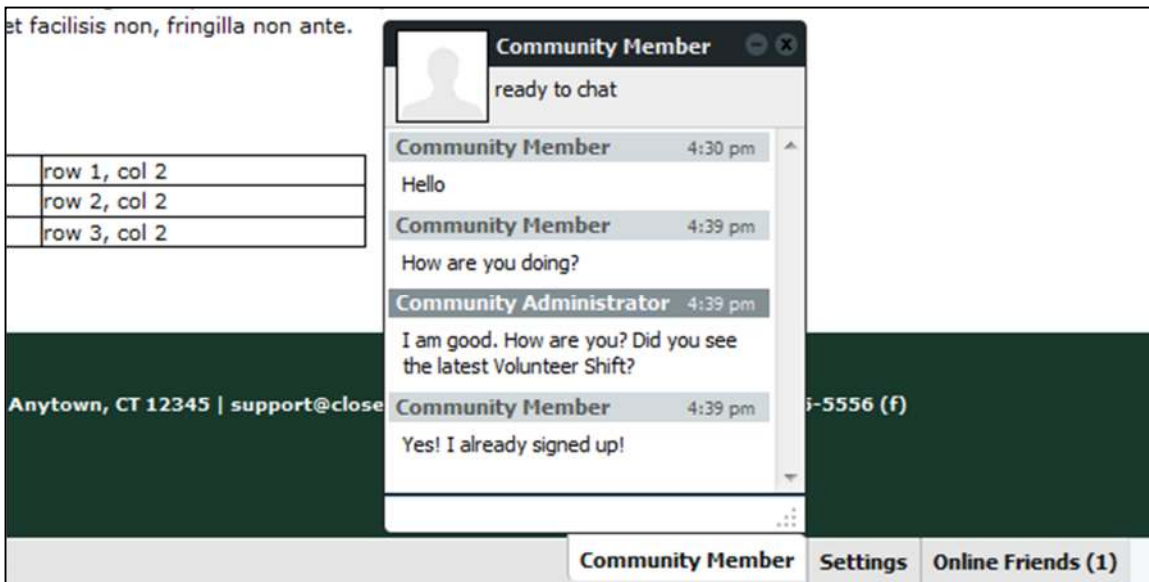 et facilisis non, fringilla non ante.
row 1, col 2
row 2, col 2
row 3, col 2
Community Member
ready to chat
Community Member 4:30 pm
Hello
Community Member 4:39 pm
How are you doing?
Community Administrator 4:39 pm
I am good. How are you? Did you see
the latest Volunteer Shift?
Community Member 4:39 pm
Yes! I already signed up!
Anytown, CT 12345 | support@close -5556 (f)
Community Member Settings Online Friends (1)